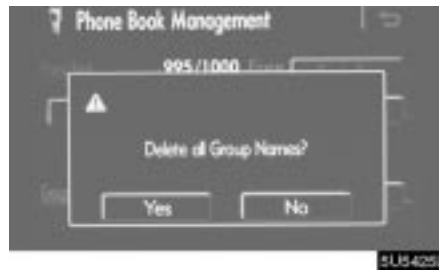 Phone Book Management
995/1000
Delete all Group Names?
Yes No
5U5425